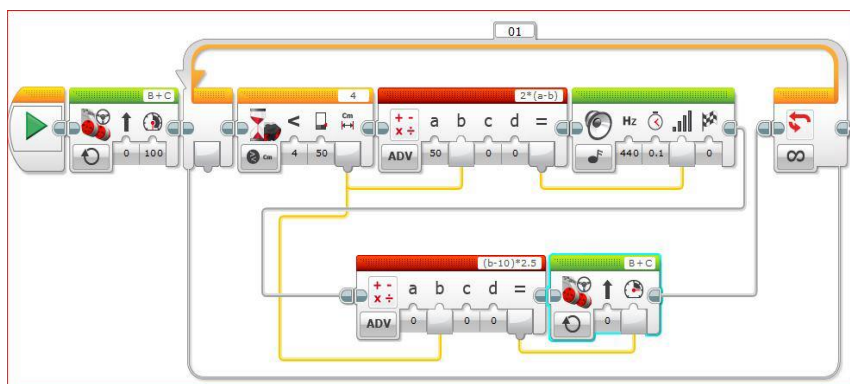 01
B+C
4
2*(a-b)
Cm
a b c d =
Hz
0 100
Cm
4 50
ADV
50 0 0
440 0.1 0
(b-10)*2.5
B+C
a b c d =
ADV
0 0 0
0